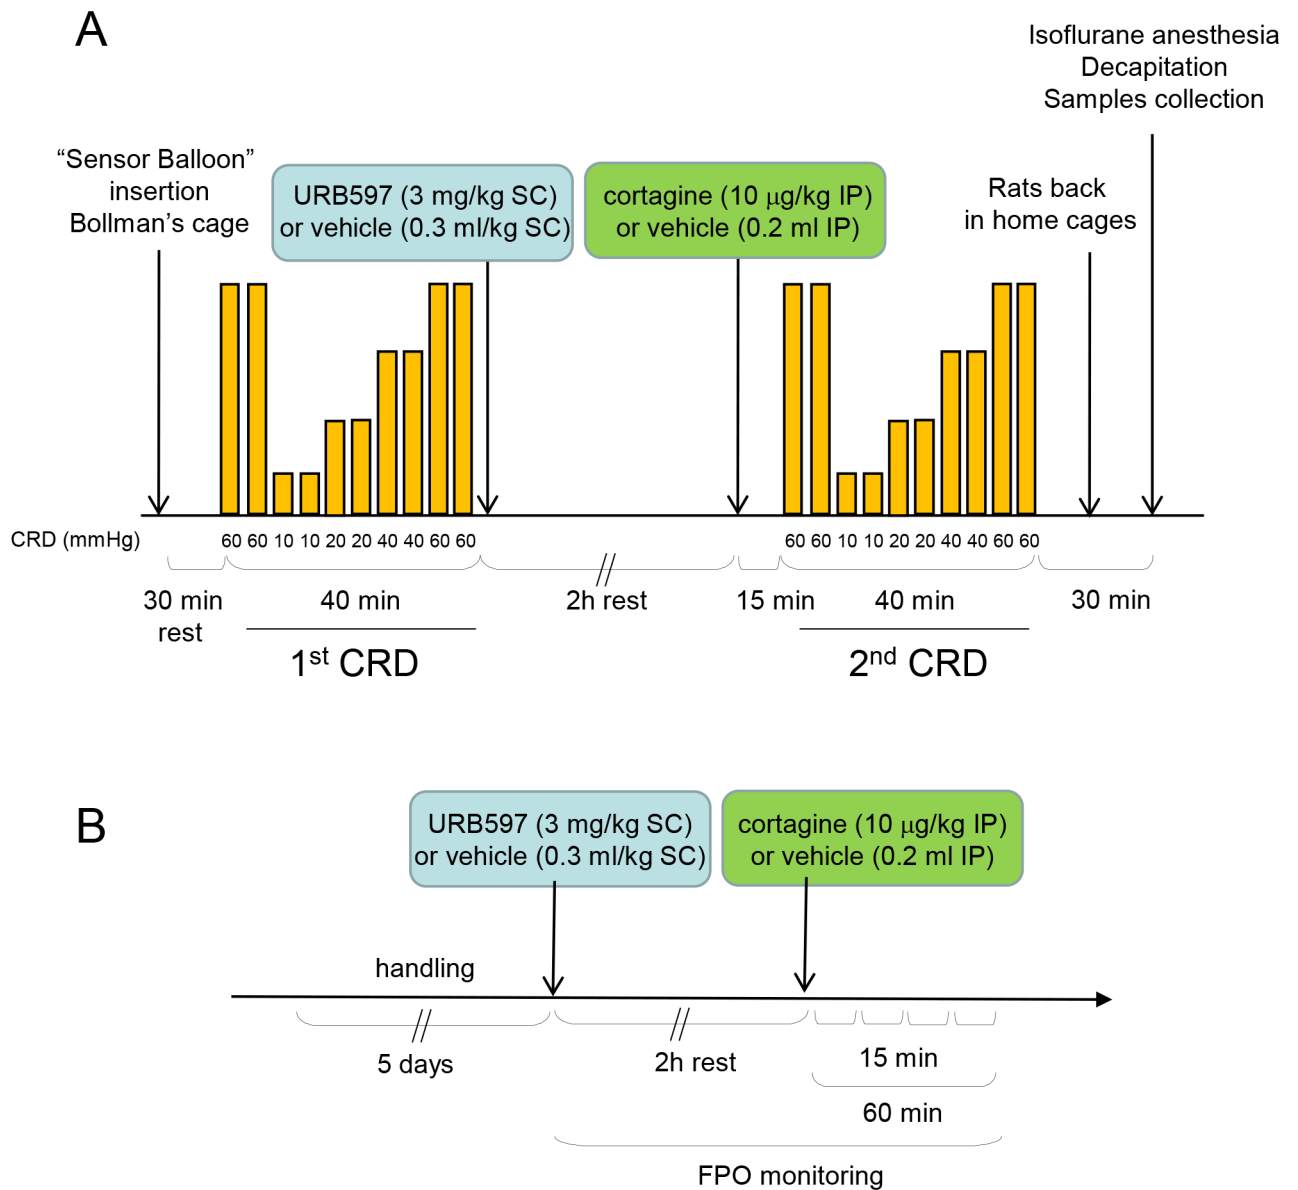 A
Isoflurane anesthesia
Decapitation
Samples collection
“Sensor Balloon”
insertion
Bollman’s cage
URB597 (3 mg/kg SC)
or vehicle (0.3 ml/kg SC)
cortagine (10 μg/kg IP)
or vehicle (0.2 ml IP)
Rats back
in home cages
CRD (mmHg)
60 60 10 10 20 20 40 40 60 60
60 60 10 10 20 20 40 40 60 60
30 min
rest
40 min
2h rest
15 min
40 min
30 min
1st CRD
2nd CRD
B
URB597 (3 mg/kg SC)
or vehicle (0.3 ml/kg SC)
cortagine (10 μg/kg IP)
or vehicle (0.2 ml IP)
handling
5 days
2h rest
15 min
60 min
FPO monitoring